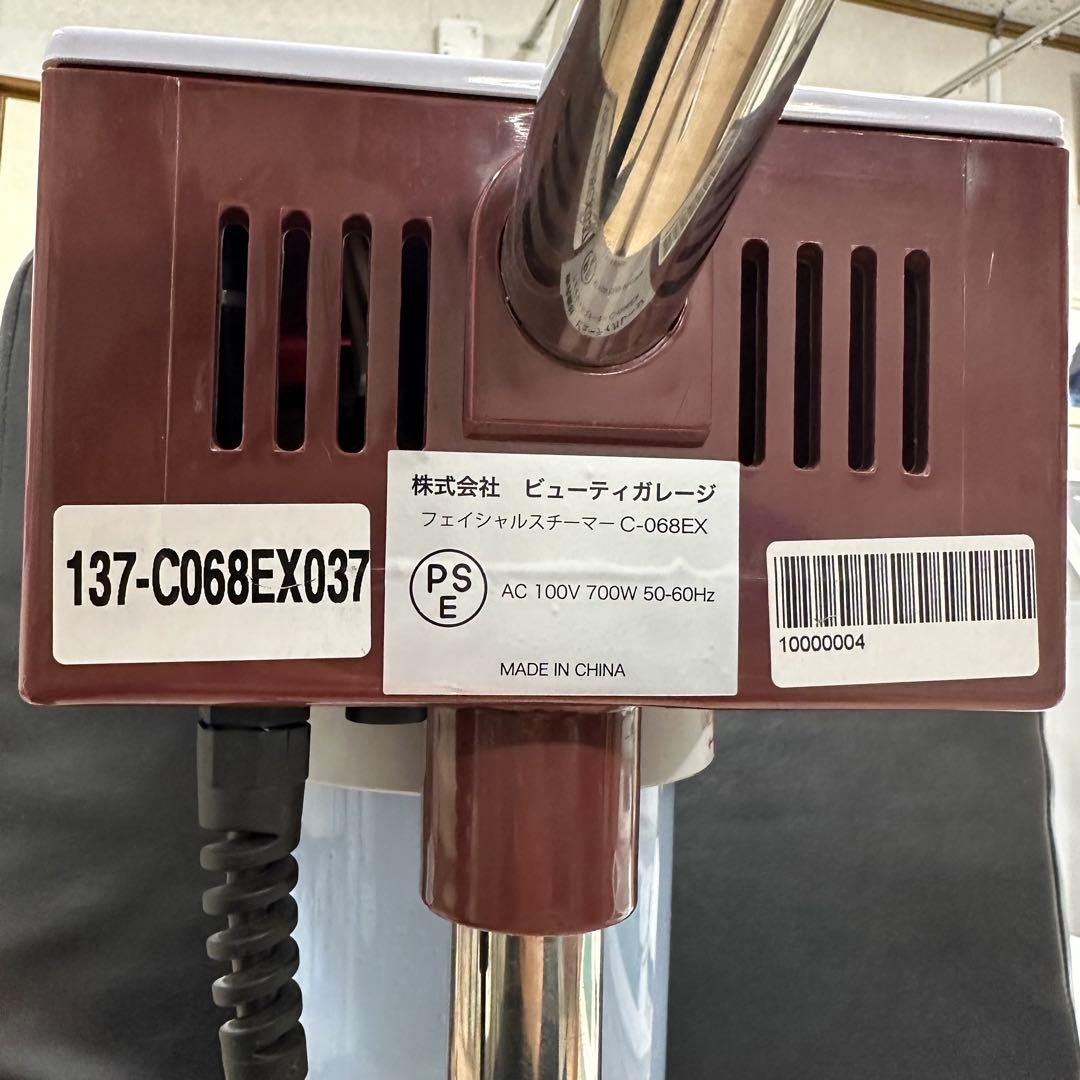 株式会社 ビューティガレージ
フェイシャルスチーマー C-068EX
PSE
AC 100V 700W 50-60Hz
MADE IN CHINA
137-C068EX037
10000004